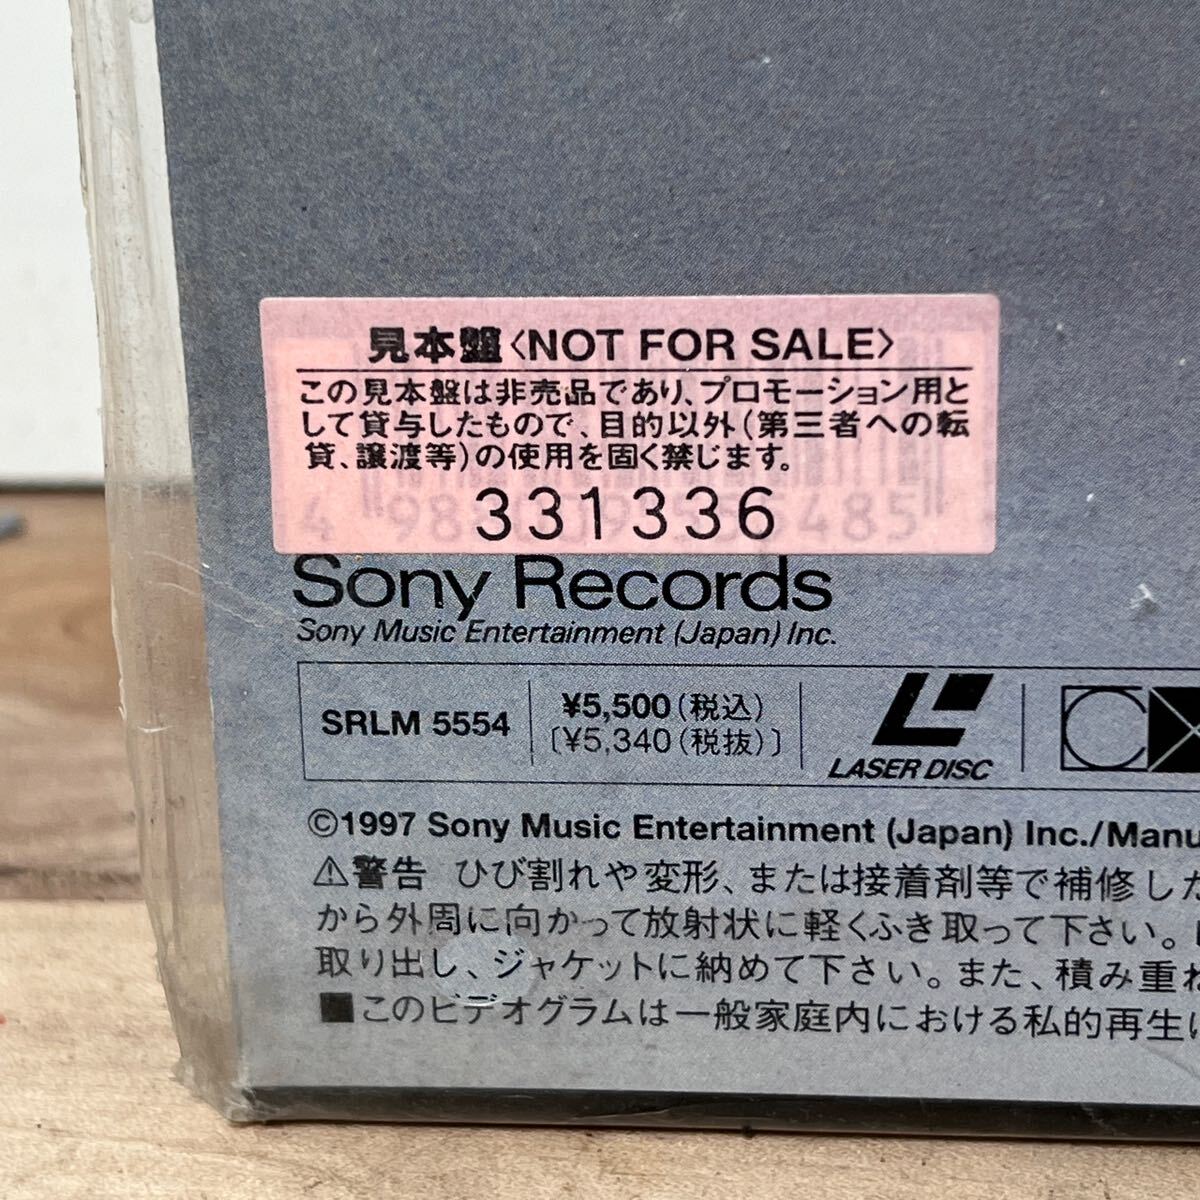 見本盤〈NOT FOR SALE〉
この見本盤は非売品であり、プロモーション用と
して貸与したもので、目的以外(第三者への転
貸、譲渡等)の使用を固く禁じます。
331336
Sony Records
Sony Music Entertainment (Japan) Inc.
SRLM 5554
¥5,500(税込)
〔¥5,340(税抜)〕
LASER DISC
CX
©1997 Sony Music Entertainment (Japan) Inc./Manu
⚠警告 ひび割れや変形、または接着剤等で補修した
から外周に向かって放射状に軽くふき取って下さい。
取り出し、ジャケットに納めて下さい。また、積み重ね
■このビデオグラムは一般家庭内における私的再生に